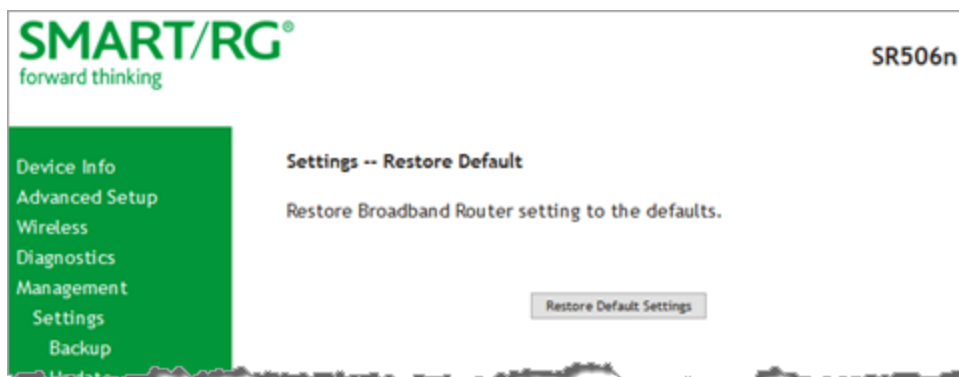 SMART/RG®
forward thinking
SR506n
Device Info
Advanced Setup
Wireless
Diagnostics
Management
Settings
Backup
Settings -- Restore Default
Restore Broadband Router setting to the defaults.
Restore Default Settings